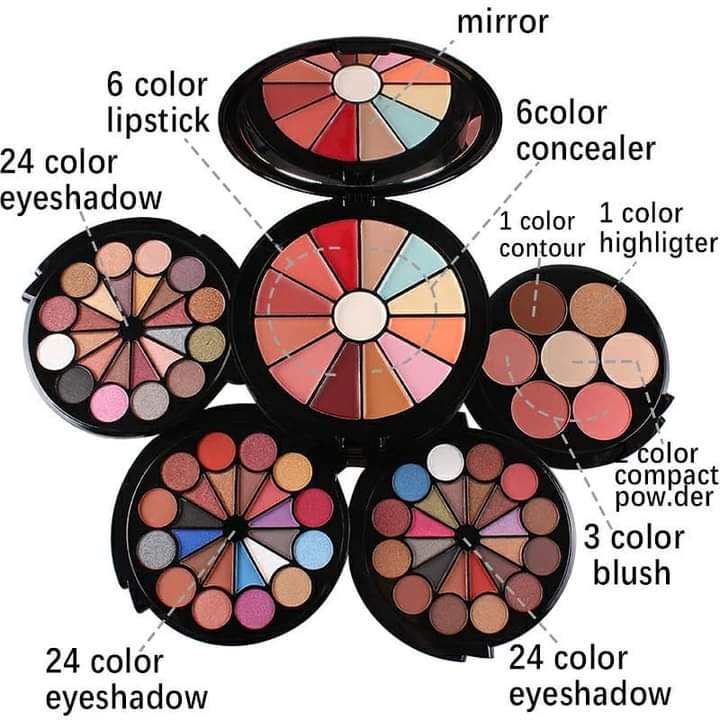 mirror
6 color
lipstick
6color
concealer
24 color
eyeshadow
1 color
contour
1 color
highligter
2 color
compact
pow.der
3 color
blush
24 color
eyeshadow
24 color
eyeshadow